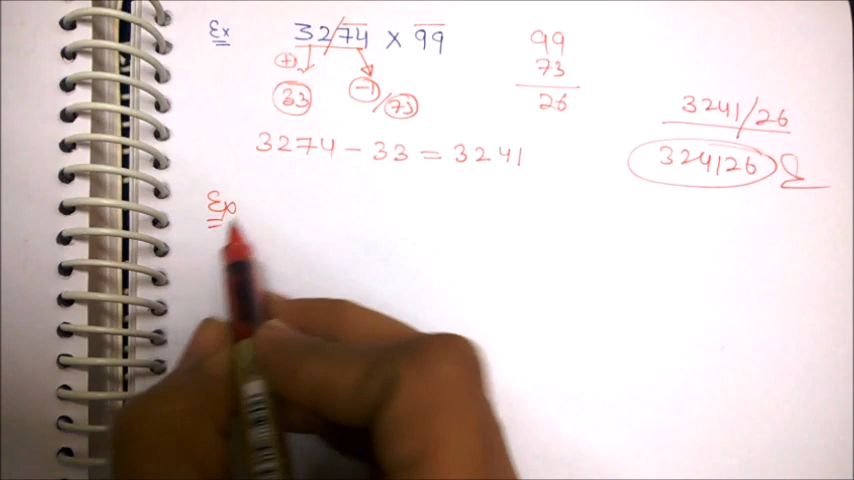 Ex 32/74 × 99
+ 33 -1/73
3274 - 33 = 3241
99
73
26
3241/26
324126
Ex